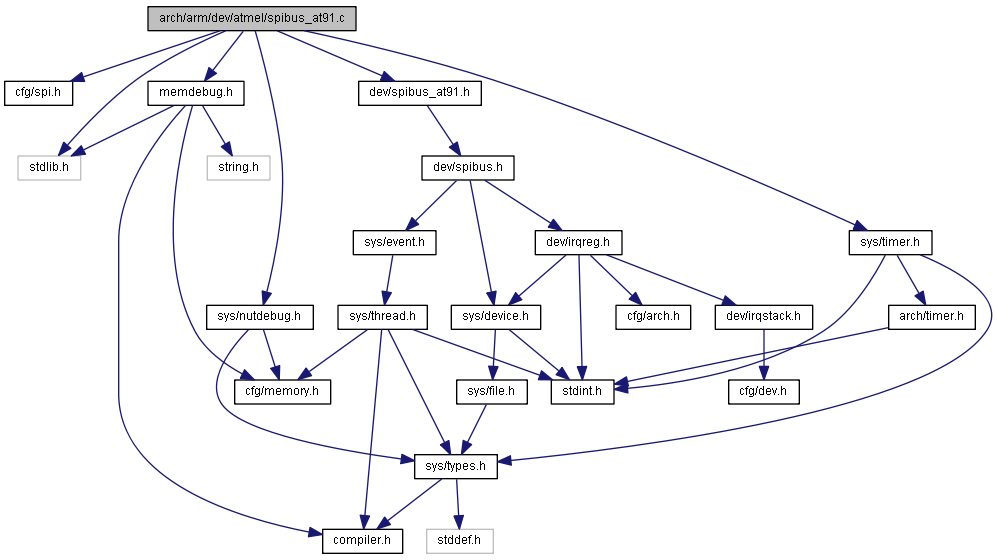 arch/arm/dev/atmel/spibus_at91.c
cfg/spi.h
memdebug.h
dev/spibus_at91.h
stdlib.h
string.h
dev/spibus.h
sys/event.h
dev/irqreg.h
sys/timer.h
sys/nutdebug.h
sys/thread.h
sys/device.h
cfg/arch.h
dev/irqstack.h
arch/timer.h
cfg/memory.h
sys/file.h
stdint.h
cfg/dev.h
sys/types.h
compiler.h
stddef.h